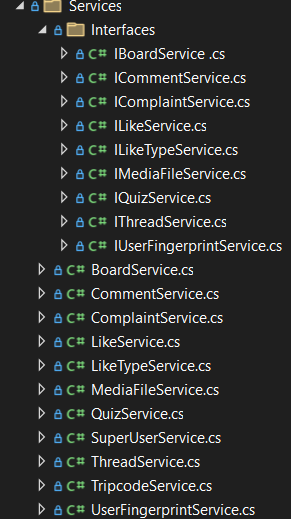 Services
Interfaces
C# IBoardService .cs
C# ICommentService.cs
C# IComplaintService.cs
C# ILikeService.cs
C# ILikeTypeService.cs
C# IMediaFileService.cs
C# IQuizService.cs
C# IThreadService.cs
C# IUserFingerprintService.cs
C# BoardService.cs
C# CommentService.cs
C# ComplaintService.cs
C# LikeService.cs
C# LikeTypeService.cs
C# MediaFileService.cs
C# QuizService.cs
C# SuperUserService.cs
C# ThreadService.cs
C# TripcodeService.cs
C# UserFingerprintService.cs